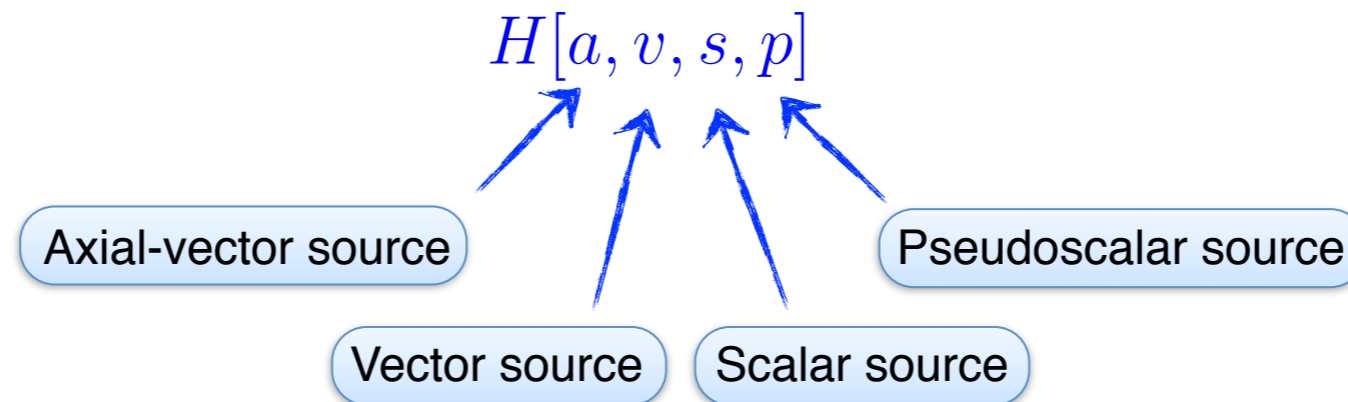 H[a, v, s, p]
Axial-vector source
Pseudoscalar source
Vector source
Scalar source